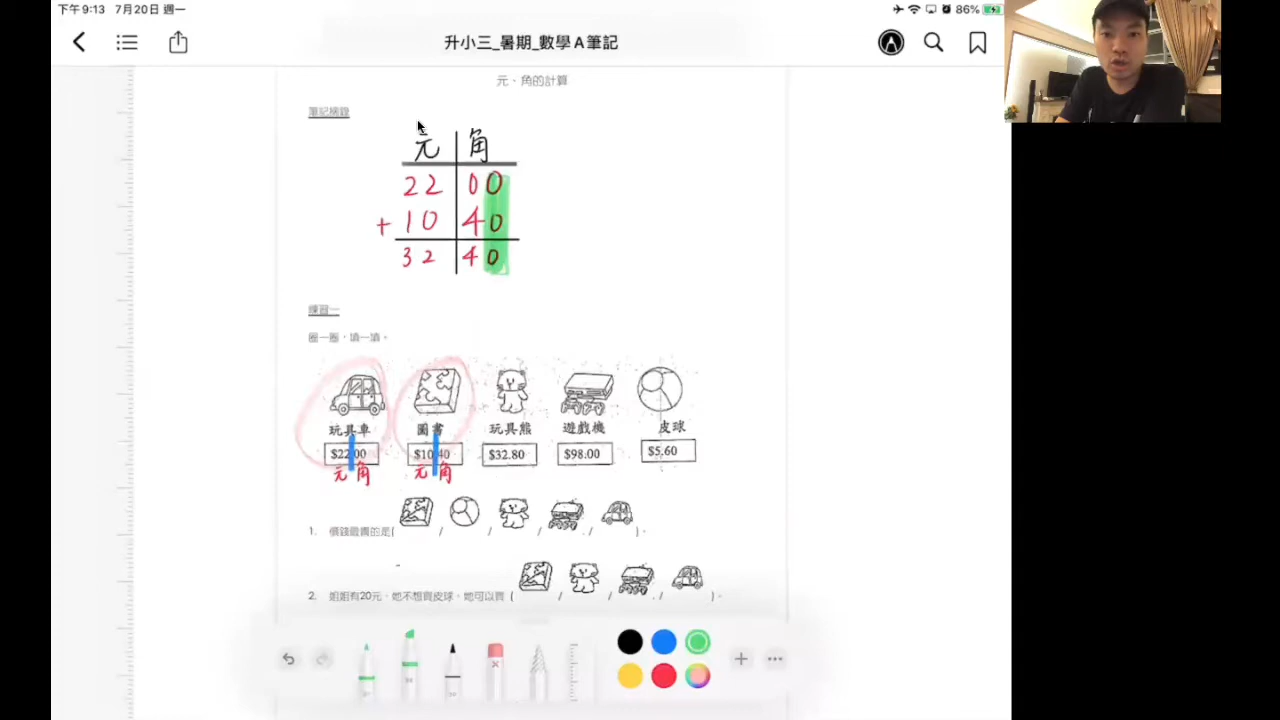 下午9:13 7月20日 週一 86%
升小三_暑期_數學A筆記
元、角的計算
筆記摘錄
元 角
22 00
+ 10 40
32 40
練習一
圈一圈，填一填。
玩具車 圖書 玩具熊 遊戲機 皮球
$22.00 $10.40 $32.80 $98.00 $5.60
元 角 元 角
1. 價錢最貴的是( / / / / )。
2. 姐姐有20元，她不想買皮球，她可以買( / / / )。